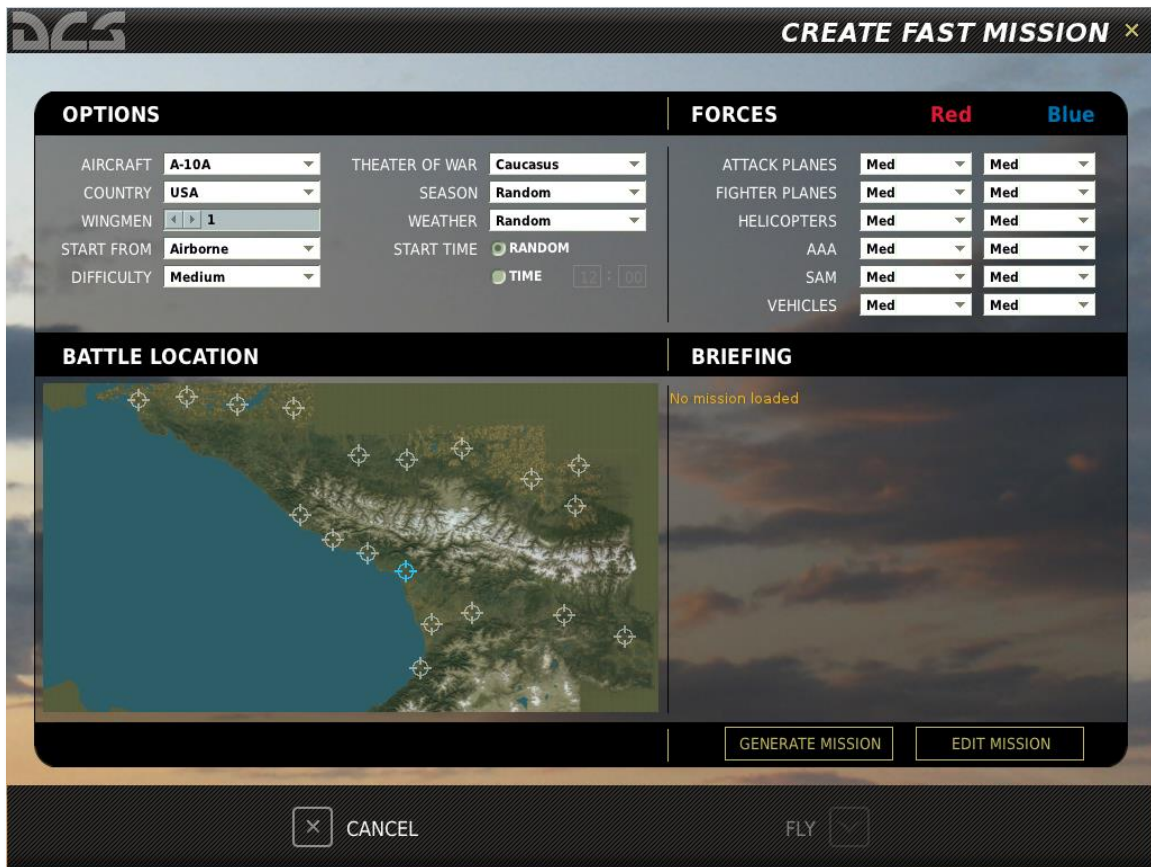 DCS
CREATE FAST MISSION
OPTIONS
FORCES Red Blue
AIRCRAFT A-10A THEATER OF WAR Caucasus ATTACK PLANES Med Med
COUNTRY USA SEASON Random FIGHTER PLANES Med Med
WINGMEN 1 WEATHER Random HELICOPTERS Med Med
START FROM Airborne START TIME RANDOM AAA Med Med
DIFFICULTY Medium TIME 12 : 00 SAM Med Med
VEHICLES Med Med
BATTLE LOCATION BRIEFING
No mission loaded
GENERATE MISSION EDIT MISSION
CANCEL FLY